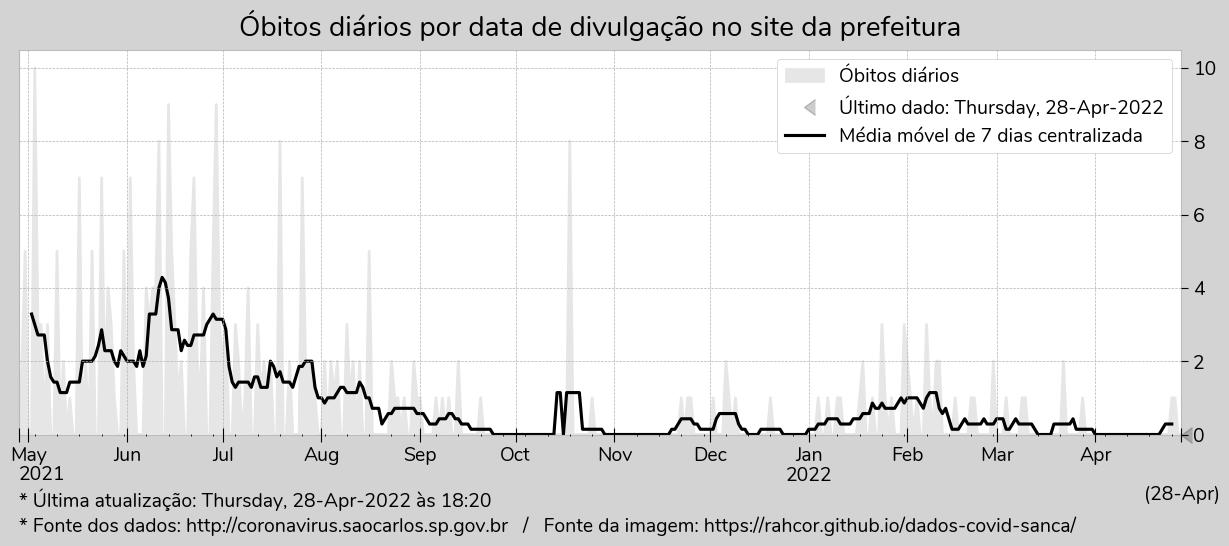 Óbitos diários por data de divulgação no site da prefeitura
Óbitos diários
Último dado: Thursday, 28-Apr-2022
Média móvel de 7 dias centralizada
10
8
6
4
2
0
May Jun Jul Aug Sep Oct Nov Dec Jan Feb Mar Apr
2021 2022
(28-Apr)
* Última atualização: Thursday, 28-Apr-2022 às 18:20
* Fonte dos dados: http://coronavirus.saocarlos.sp.gov.br / Fonte da imagem: https://rahcor.github.io/dados-covid-sanca/